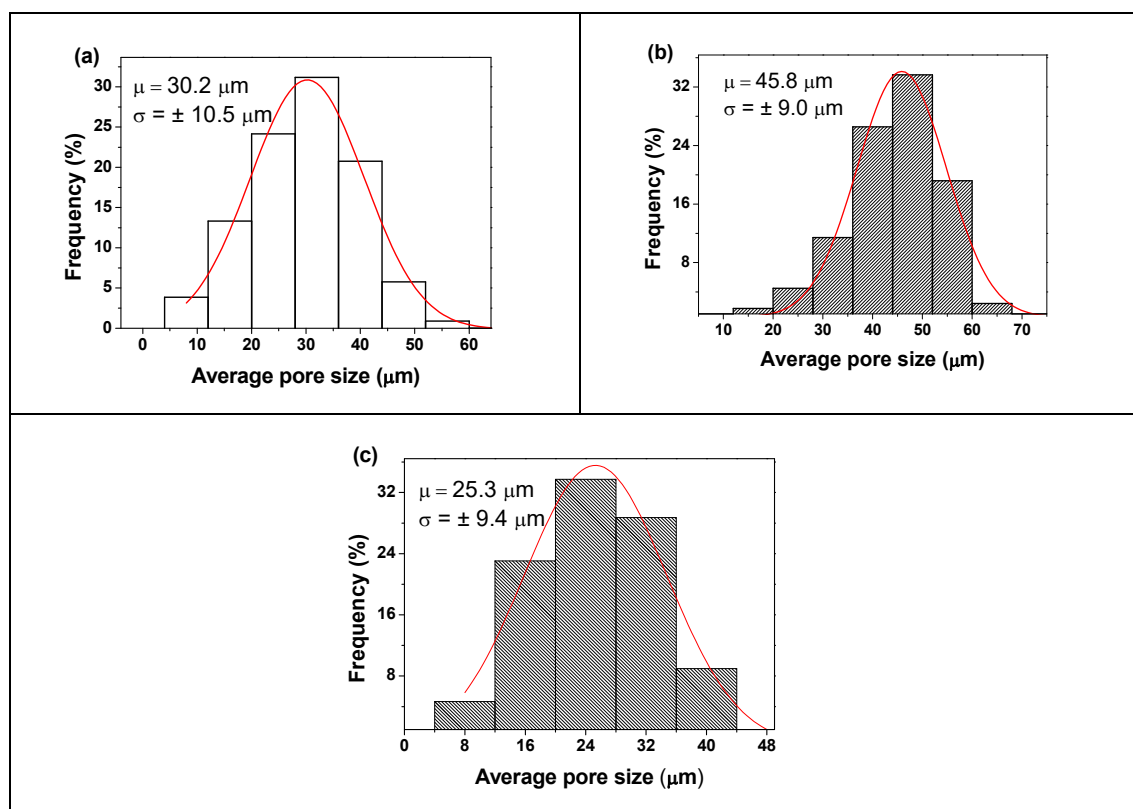 (a)
μ = 30.2 μm
σ = ± 10.5 μm
30
25
20
15
10
5
0
Frequency (%)
0 10 20 30 40 50 60
Average pore size (μm)
(b)
μ = 45.8 μm
σ = ± 9.0 μm
32
24
16
8
Frequency (%)
10 20 30 40 50 60 70
Average pore size (μm)
(c)
μ = 25.3 μm
σ = ± 9.4 μm
32
24
16
8
Frequency (%)
0 8 16 24 32 40 48
Average pore size (μm)